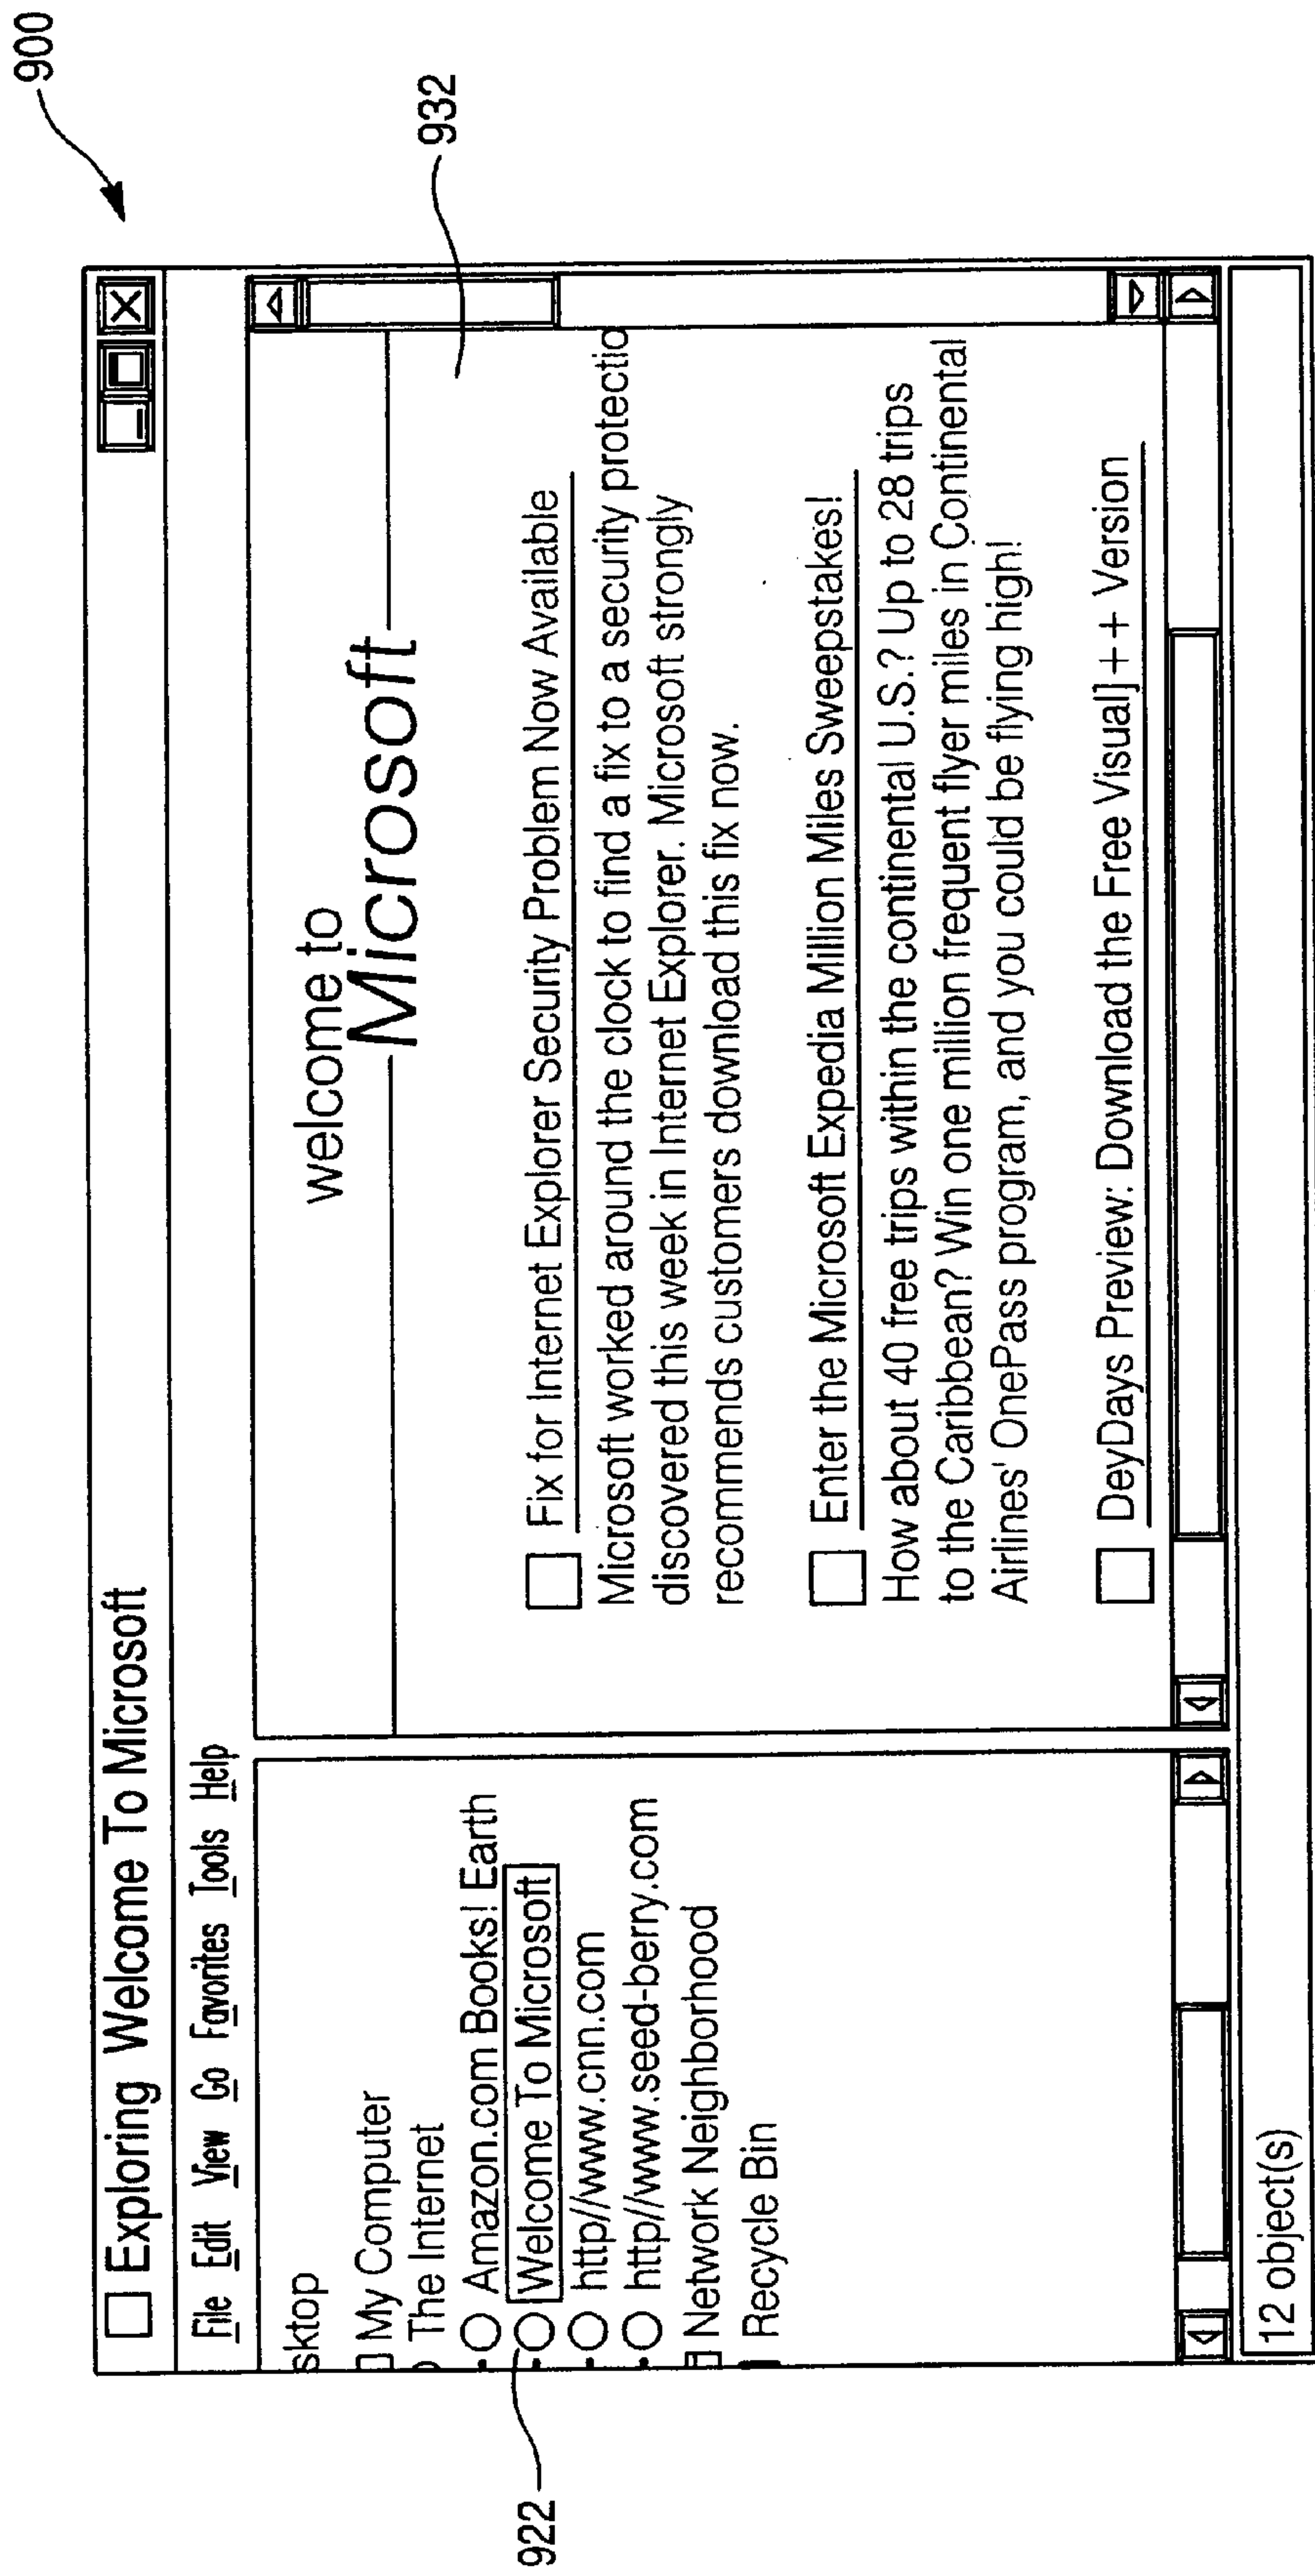 900
Exploring Welcome To Microsoft
File Edit View Go Favorites Tools Help
sktop
My Computer
The Internet
Amazon.com Books! Earth
Welcome To Microsoft
http//www.cnn.com
http//www.seed-berry.com
Network Neighborhood
Recycle Bin
922
welcome to
Microsoft
932
Fix for Internet Explorer Security Problem Now Available
Microsoft worked around the clock to find a fix to a security protectio
discovered this week in Internet Explorer. Microsoft strongly
recommends customers download this fix now.
Enter the Microsoft Expedia Million Miles Sweepstakes!
How about 40 free trips within the continental U.S.? Up to 28 trips
to the Caribbean? Win one million frequent flyer miles in Continental
Airlines' OnePass program, and you could be flying high!
DeyDays Preview: Download the Free Visual]++ Version
12 object(s)